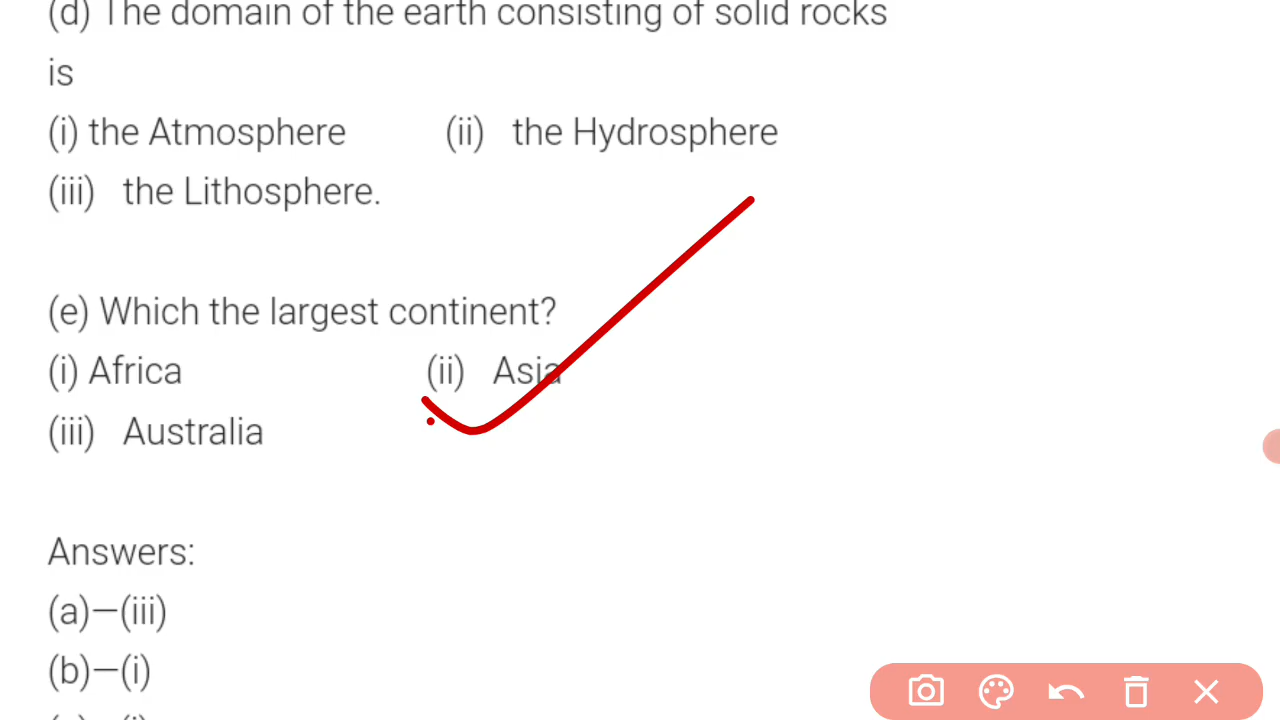 (d) The domain of the earth consisting of solid rocks
is
(i) the Atmosphere (ii) the Hydrosphere
(iii) the Lithosphere.
(e) Which the largest continent?
(i) Africa (ii) Asia
(iii) Australia
Answers:
(a)—(iii)
(b)—(i)